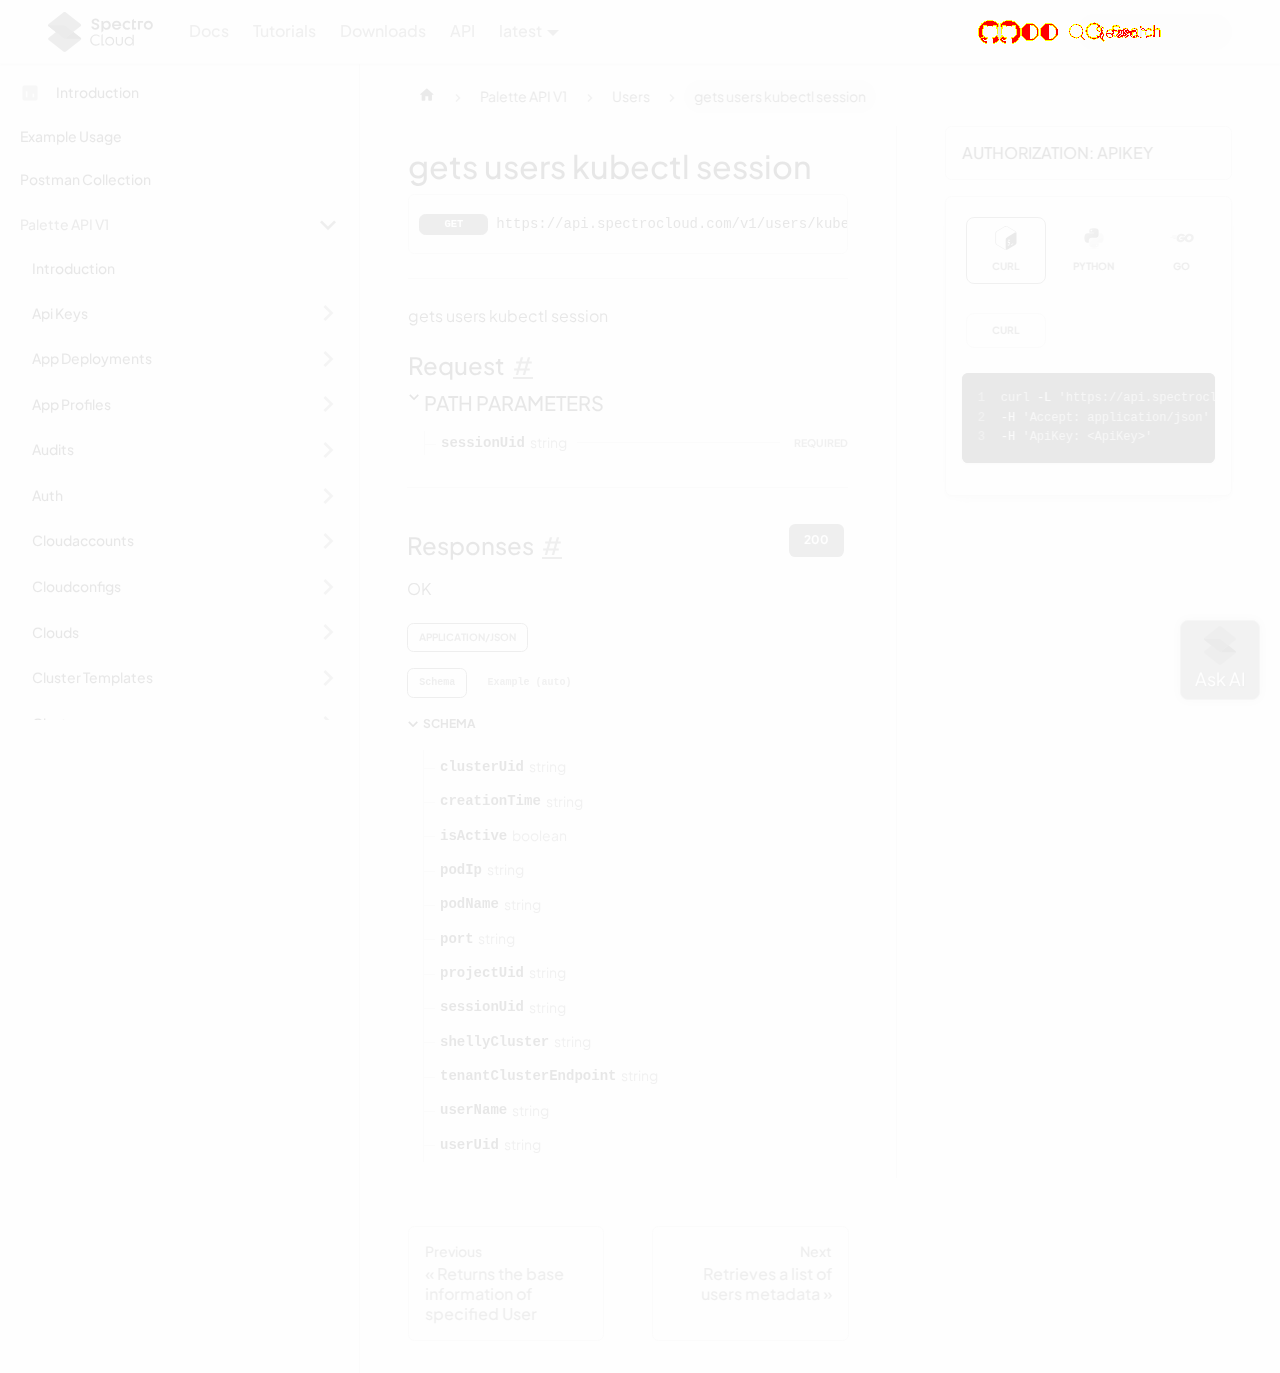 Spectro Cloud
Docs Tutorials Downloads API latest
Introduction
Example Usage
Postman Collection
Palette API V1
Introduction
Api Keys
App Deployments
App Profiles
Audits
Auth
Cloudaccounts
Cloudconfigs
Clouds
Cluster Templates
Palette API V1 › Users › gets users kubectl session
gets users kubectl session
GET https://api.spectrocloud.com/v1/users/kube
gets users kubectl session
Request #
PATH PARAMETERS
sessionUid string REQUIRED
Responses #
200
OK
APPLICATION/JSON
Schema Example (auto)
SCHEMA
clusterUid string
creationTime string
isActive boolean
podIp string
podName string
port string
projectUid string
sessionUid string
shellyCluster string
tenantClusterEndpoint string
userName string
userUid string
Previous
« Returns the base
information of
specified User
Next
Retrieves a list of
users metadata »
AUTHORIZATION: APIKEY
CURL PYTHON GO
CURL
1 curl -L 'https://api.spectrocl
2 -H 'Accept: application/json'
3 -H 'ApiKey: <ApiKey>'
Ask AI